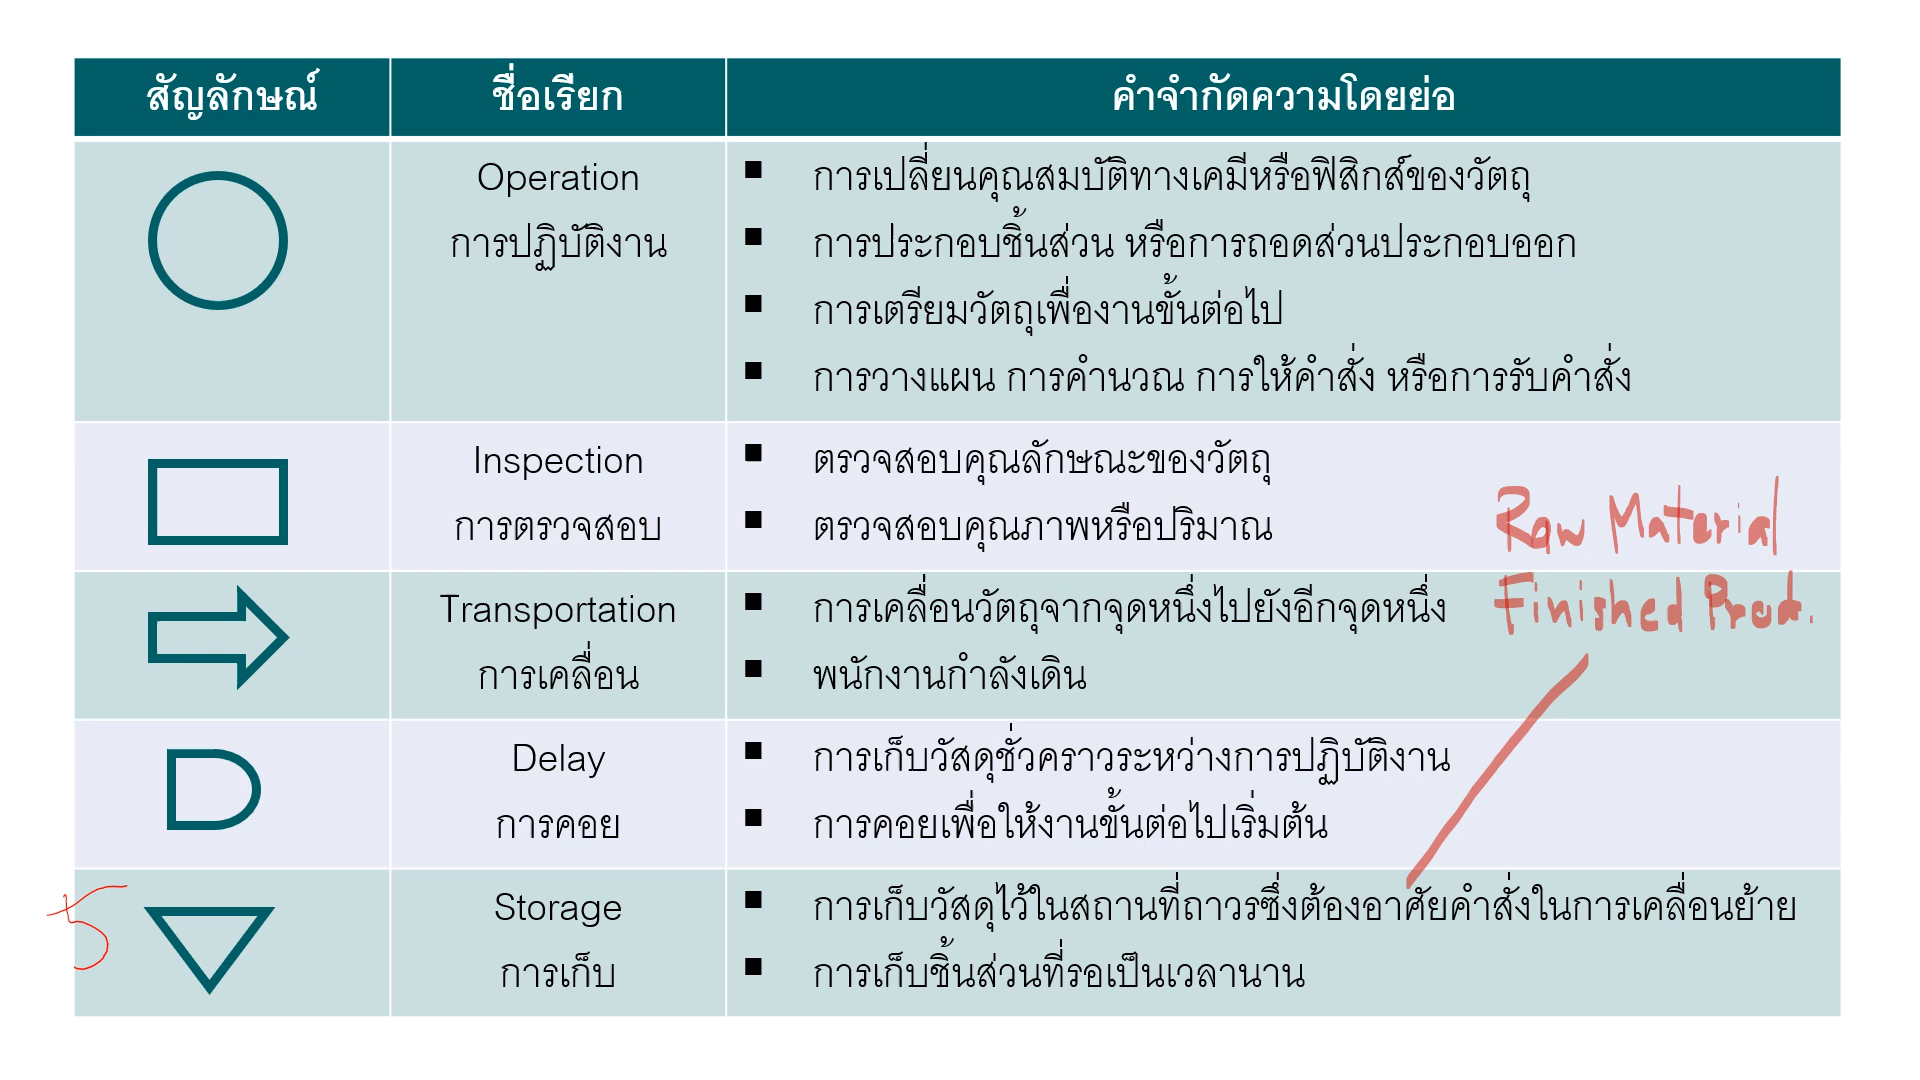 สัญลักษณ์ ชื่อเรียก คำจำกัดความโดยย่อ
Operation
การปฏิบัติงาน
▪ การเปลี่ยนคุณสมบัติทางเคมีหรือฟิสิกส์ของวัตถุ
▪ การประกอบชิ้นส่วน หรือการถอดส่วนประกอบออก
▪ การเตรียมวัตถุเพื่องานขั้นต่อไป
▪ การวางแผน การคำนวณ การให้คำสั่ง หรือการรับคำสั่ง
Inspection
การตรวจสอบ
▪ ตรวจสอบคุณลักษณะของวัตถุ
▪ ตรวจสอบคุณภาพหรือปริมาณ
Raw Material
Finished Prod.
Transportation
การเคลื่อน
▪ การเคลื่อนวัตถุจากจุดหนึ่งไปยังอีกจุดหนึ่ง
▪ พนักงานกำลังเดิน
Delay
การคอย
▪ การเก็บวัสดุชั่วคราวระหว่างการปฏิบัติงาน
▪ การคอยเพื่อให้งานขั้นต่อไปเริ่มต้น
5
Storage
การเก็บ
▪ การเก็บวัสดุไว้ในสถานที่ถาวรซึ่งต้องอาศัยคำสั่งในการเคลื่อนย้าย
▪ การเก็บชิ้นส่วนที่รอเป็นเวลานาน